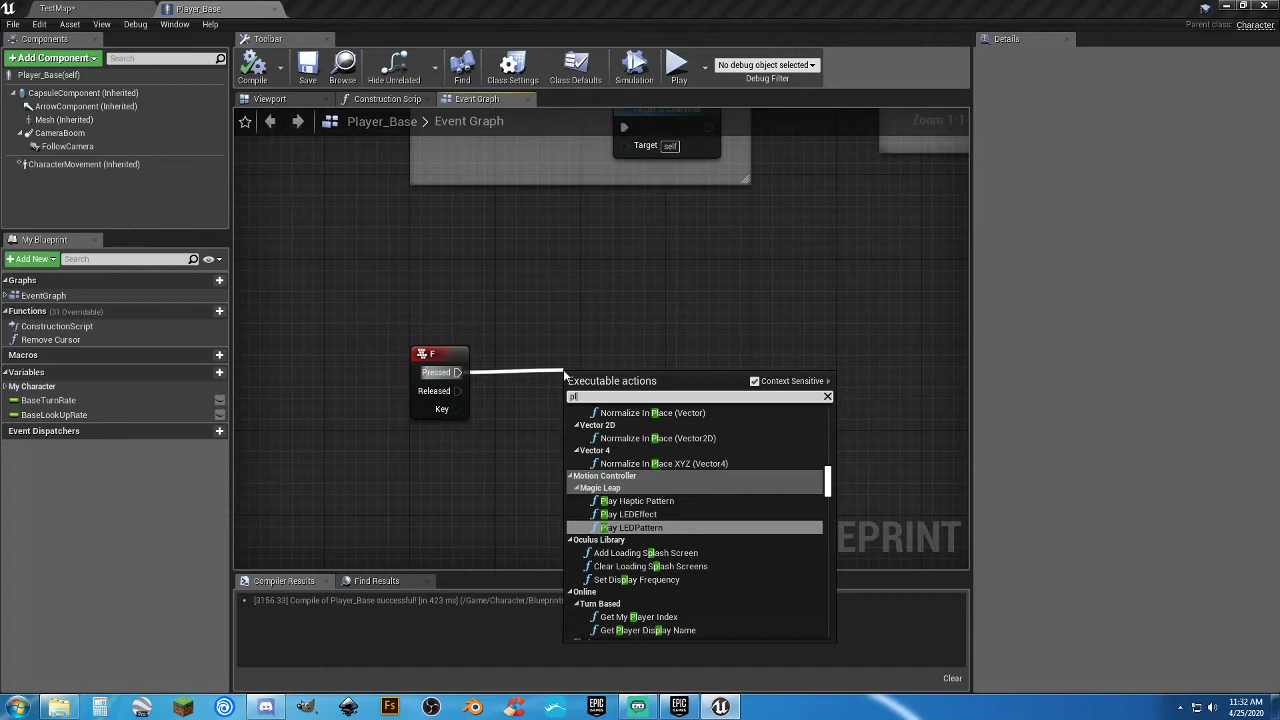 TestMap*
Player_Base
File Edit Asset View Debug Window Help
Parent class: Character
Components
Toolbar
Details
Add Component
Search
Player_Base(self)
CapsuleComponent (Inherited)
ArrowComponent (Inherited)
Mesh (Inherited)
CameraBoom
FollowCamera
CharacterMovement (Inherited)
Compile
Save
Browse
Hide Unrelated
Find
Class Settings
Class Defaults
Simulation
Play
No debug object selected
Debug Filter
Viewport
Construction Scrip
Event Graph
Player_Base
Event Graph
Zoom 1:1
Target self
My Blueprint
Add New
Search
Graphs
EventGraph
Functions (31 Overridable)
ConstructionScript
Remove Cursor
Macros
Variables
My Character
BaseTurnRate
BaseLookUpRate
Event Dispatchers
F
Pressed
Released
Key
Executable actions
Context Sensitive
pl
Normalize In Place (Vector)
Vector 2D
Normalize In Place (Vector2D)
Vector 4
Normalize In Place XYZ (Vector4)
Motion Controller
Magic Leap
Play Haptic Pattern
Play LEDEffect
Play LEDPattern
Oculus Library
Add Loading Splash Screen
Clear Loading Splash Screens
Set Display Frequency
Online
Turn Based
Get My Player Index
Get Player Display Name
EPRINT
Compiler Results
Find Results
[3156.33] Compile of Player_Base successful! [in 423 ms] (/Game/Character/Blueprints
Clear
Pro
Fs
EPIC GAMES
EPIC GAMES
11:32 AM
4/25/2020